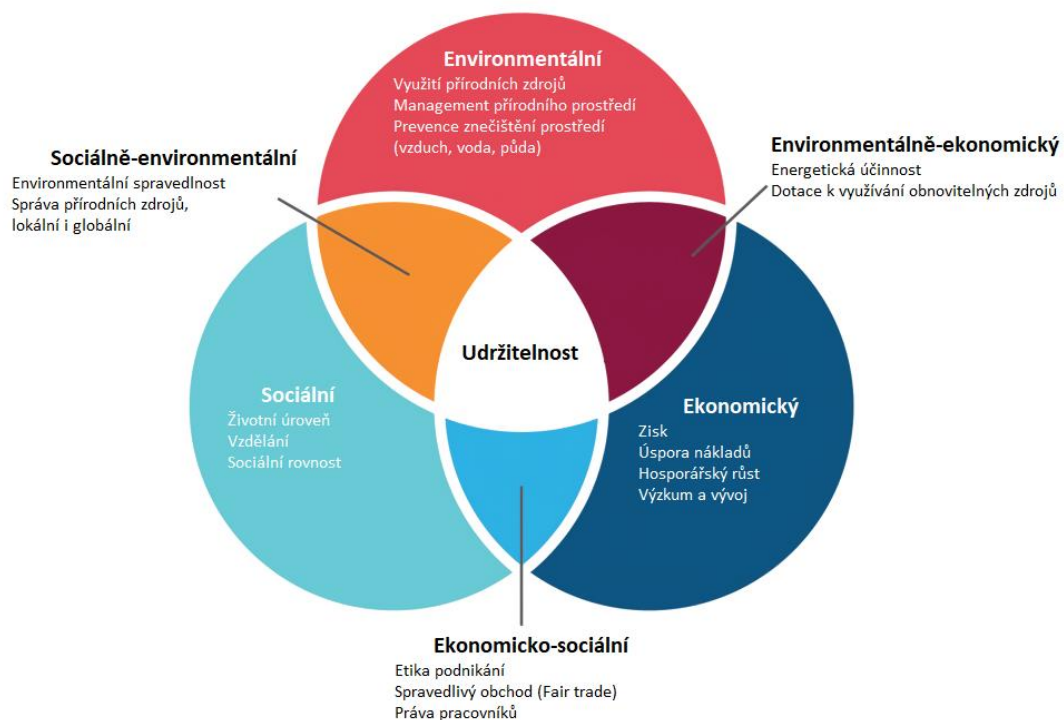 Environmentální
Využití přírodních zdrojů
Management přírodního prostředí
Prevence znečištění prostředí
(vzduch, voda, půda)
Sociálně-environmentální
Environmentální spravedlnost
Správa přírodních zdrojů,
lokální i globální
Environmentálně-ekonomický
Energetická účinnost
Dotace k využívání obnovitelných zdrojů
Udržitelnost
Sociální
Životní úroveň
Vzdělání
Sociální rovnost
Ekonomický
Zisk
Úspora nákladů
Hosporářský růst
Výzkum a vývoj
Ekonomicko-sociální
Etika podnikání
Spravedlivý obchod (Fair trade)
Práva pracovníků